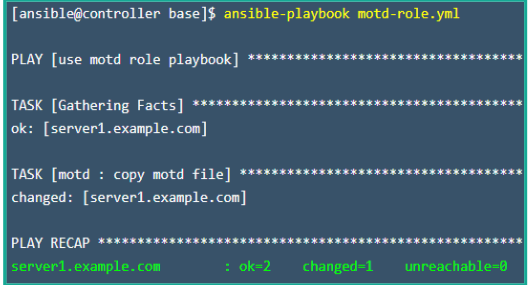 [ansible@controller base]$ ansible-playbook motd-role.yml
PLAY [use motd role playbook] ***********************************
TASK [Gathering Facts] ******************************************
ok: [server1.example.com]
TASK [motd : copy motd file] ************************************
changed: [server1.example.com]
PLAY RECAP ******************************************************
server1.example.com : ok=2 changed=1 unreachable=0